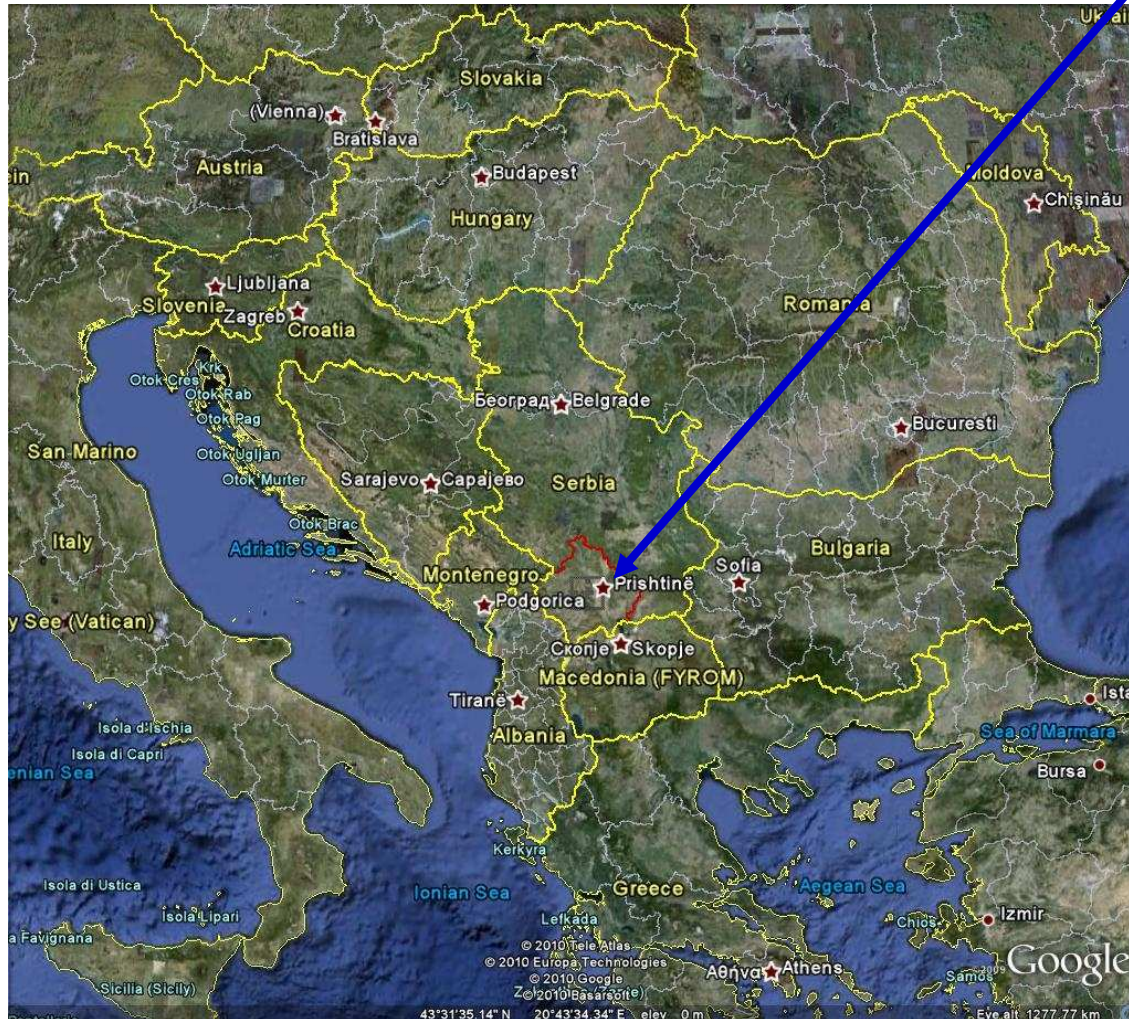 Ukrai
Slovakia
(Vienna)
Bratislava
Austria
Budapest
ein
Moldova
Chişinău
Hungary
Ljubljana
Slovenia
Zagreb
Croatia
Romania
Krk
Otok Cres
Otok Rab
Otok Pag
Београд Belgrade
Bucuresti
San Marino
Otok Ugljan
Otok Murter
Sarajevo Сарајево
Serbia
Otok Brac
Italy
Adriatic Sea
Bulgaria
Montenegro
Prishtinë
Sofia
Podgorica
y See (Vatican)
Скопје Skopje
Macedonia (FYROM)
Tiranë
Ista
Isola d'Ischia
Albania
Sea of Marmara
Isola di Capri
enian Sea
Bursa
Kerkyra
Isola di Ustica
Ionian Sea
Greece
Aegean Sea
Isola Lipari
Lefkada
Chios
Izmir
a Favignana
© 2010 Tele Atlas
© 2010 Europa Technologies
© 2010 Google
© 2010 Basarsoft
Αθήνα Athens
Samos
2009 Google
Sicilia (Sicily)
43°31'35.14" N 20°43'34.34" E elev 0 m
Eye alt 1277.77 km